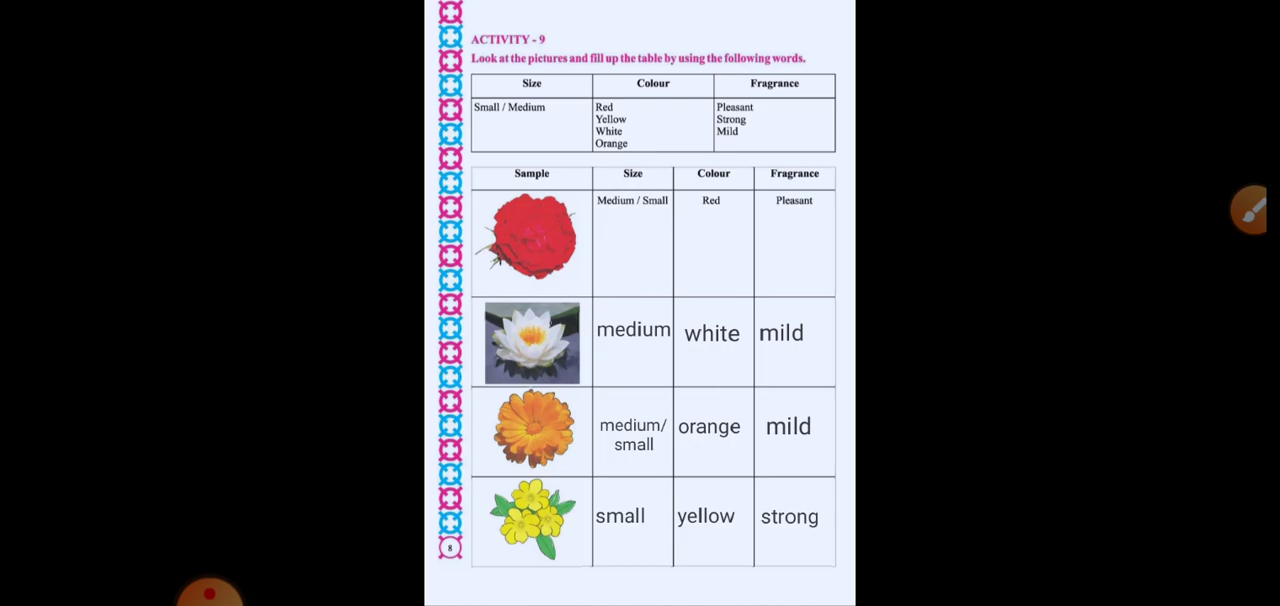 ACTIVITY - 9
Look at the pictures and fill up the table by using the following words.
Size Colour Fragrance
Small / Medium Red Pleasant
Yellow Strong
White Mild
Orange
Sample Size Colour Fragrance
Medium / Small Red Pleasant
medium white mild
medium/ small orange mild
small yellow strong
8